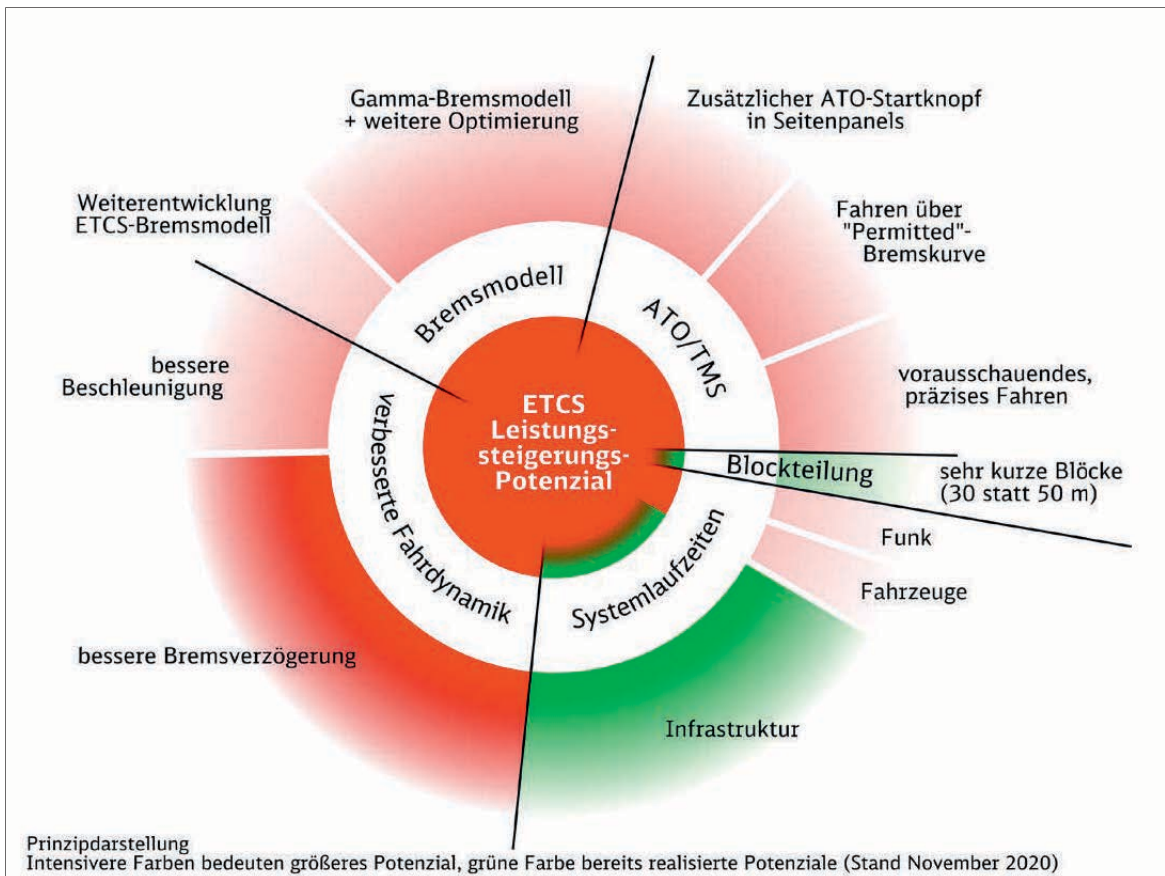 Gamma-Bremsmodell
+ weitere Optimierung
Zusätzlicher ATO-Startknopf
in Seitenpanels
Weiterentwicklung
ETCS-Bremsmodell
Fahren über
"Permitted"-
Bremskurve
Bremsmodell
ATO/TMS
bessere
Beschleunigung
vorausschauendes,
präzises Fahren
ETCS
Leistungs-
steigerungs-
Potenzial
verbesserte Fahrdynamik
Blockteilung
sehr kurze Blöcke
(30 statt 50 m)
Funk
Fahrzeuge
Systemlaufzeiten
bessere Bremsverzögerung
Infrastruktur
Prinzipdarstellung
Intensivere Farben bedeuten größeres Potenzial, grüne Farbe bereits realisierte Potenziale (Stand November 2020)